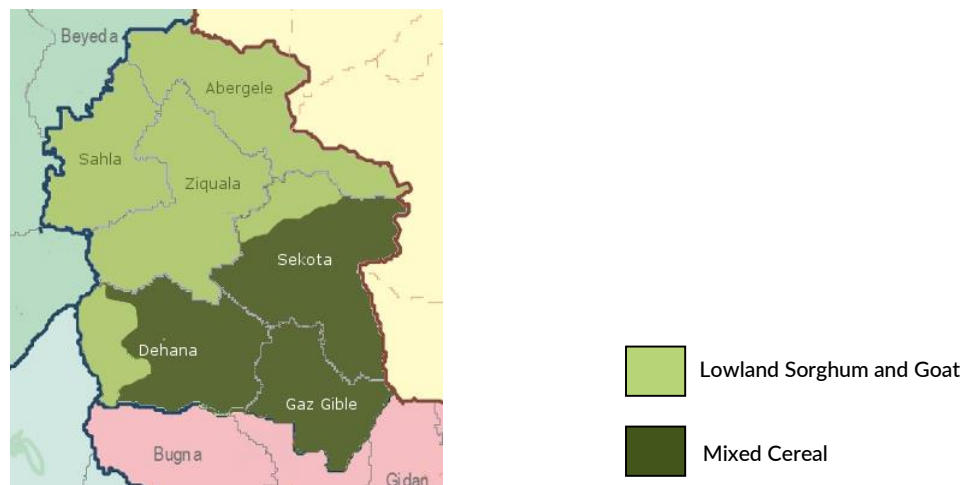 Beyeda
Abergele
Sahla
Ziquala
Sekota
Dehana
Lowland Sorghum and Goat
Gaz Gible
Bugna
Mixed Cereal
Gidan